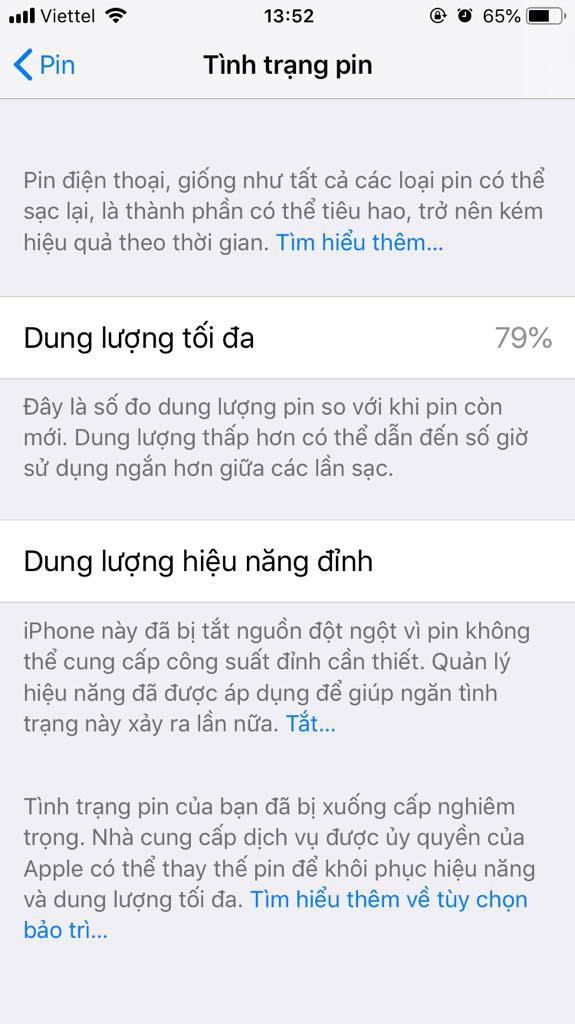 Viettel 13:52 65%
Pin Tình trạng pin
Pin điện thoại, giống như tất cả các loại pin có thể
sạc lại, là thành phần có thể tiêu hao, trở nên kém
hiệu quả theo thời gian. Tìm hiểu thêm...
Dung lượng tối đa 79%
Đây là số đo dung lượng pin so với khi pin còn
mới. Dung lượng thấp hơn có thể dẫn đến số giờ
sử dụng ngắn hơn giữa các lần sạc.
Dung lượng hiệu năng đỉnh
iPhone này đã bị tắt nguồn đột ngột vì pin không
thể cung cấp công suất đỉnh cần thiết. Quản lý
hiệu năng đã được áp dụng để giúp ngăn tình
trạng này xảy ra lần nữa. Tắt...
Tình trạng pin của bạn đã bị xuống cấp nghiêm
trọng. Nhà cung cấp dịch vụ được ủy quyền của
Apple có thể thay thế pin để khôi phục hiệu năng
và dung lượng tối đa. Tìm hiểu thêm về tùy chọn
bảo trì...